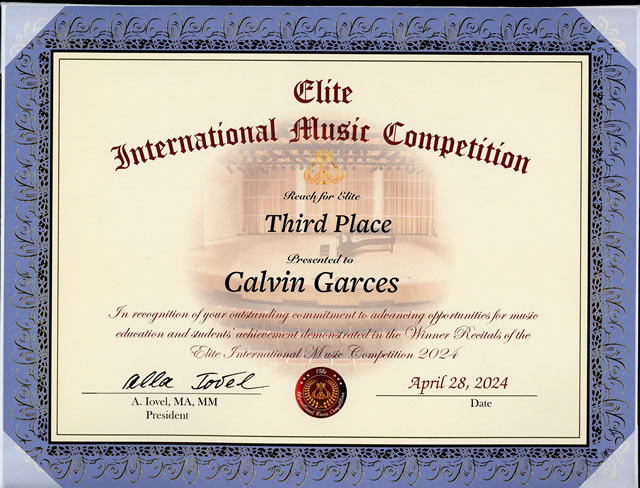 Elite
International Music Competition
Reach for Elite
Third Place
Presented to
Calvin Garces
In recognition of your outstanding commitment to advancing opportunities for music
education and students' achievement demonstrated in the Winner Recitals of the
Elite International Music Competition 2024
Alla Iovel
April 28, 2024
A. Iovel, MA, MM
Date
President
Elite
International Music Competition